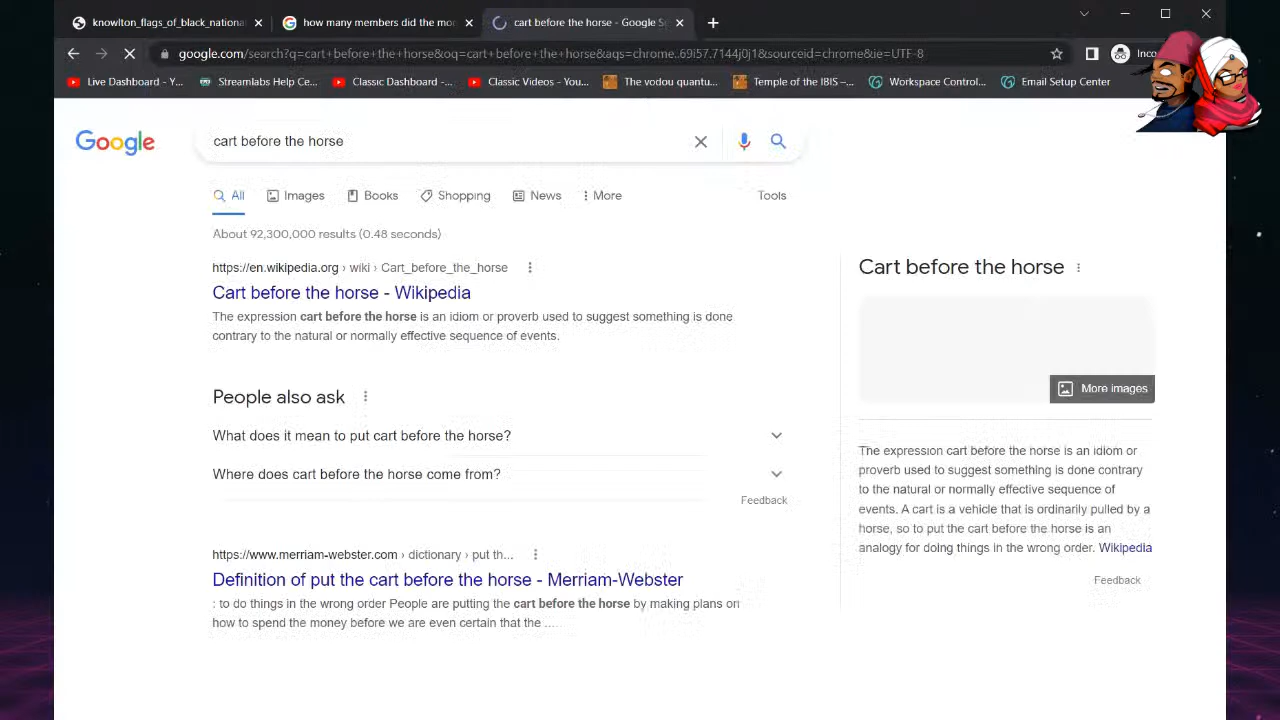 knowlton_flags_of_black_national
how many members did the moo
cart before the horse - Google Se
google.com/search?q=cart+before+the+horse&oq=cart+before+the+horse&aqs=chrome..69i57.7144j0j1&sourceid=chrome&ie=UTF-8
Inco
Live Dashboard - Y...
Streamlabs Help Ce...
Classic Dashboard -...
Classic Goals - You...
The vodou quantu...
Temple of the IBIS –...
Workspace Control...
Email Setup Center
Google
cart before the horse
All
Images
Books
Shopping
News
More
Tools
About 92,300,000 results (0.48 seconds)
https://en.wikipedia.org › wiki › Cart_before_the_horse
Cart before the horse - Wikipedia
The expression cart before the horse is an idiom or proverb used to suggest something is done
contrary to the natural or normally effective sequence of events.
People also ask
What does it mean to put cart before the horse?
Where does cart before the horse come from?
Feedback
https://www.merriam-webster.com › dictionary › put th...
Definition of put the cart before the horse - Merriam-Webster
: to do things in the wrong order People are putting the cart before the horse by making plans on
how to spend the money before we are even certain that the ...
Cart before the horse
More images
The expression cart before the horse is an idiom or
proverb used to suggest something is done contrary
to the natural or normally effective sequence of
events. A cart is a vehicle that is ordinarily pulled by a
horse, so to put the cart before the horse is an
analogy for doing things in the wrong order. Wikipedia
Feedback